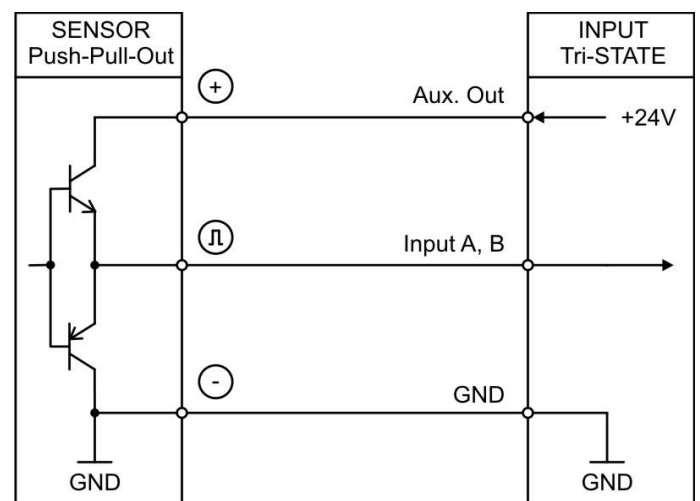 SENSOR
Push-Pull-Out
INPUT
Tri-STATE
+
Aux. Out
+24V
Input A, B
-
GND
GND
GND